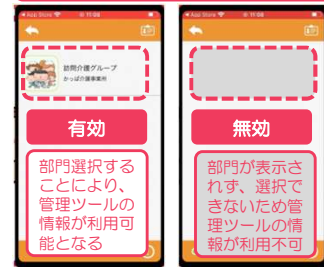 App Store 11:08
App Store 11:08
訪問介護グループ
かっぱ介護事業所
有効
部門選択する
ことにより、
管理ツールの
情報が利用可
能となる
無効
部門が表示さ
れず、選択で
きないため管
理ツールの情
報が利用不可